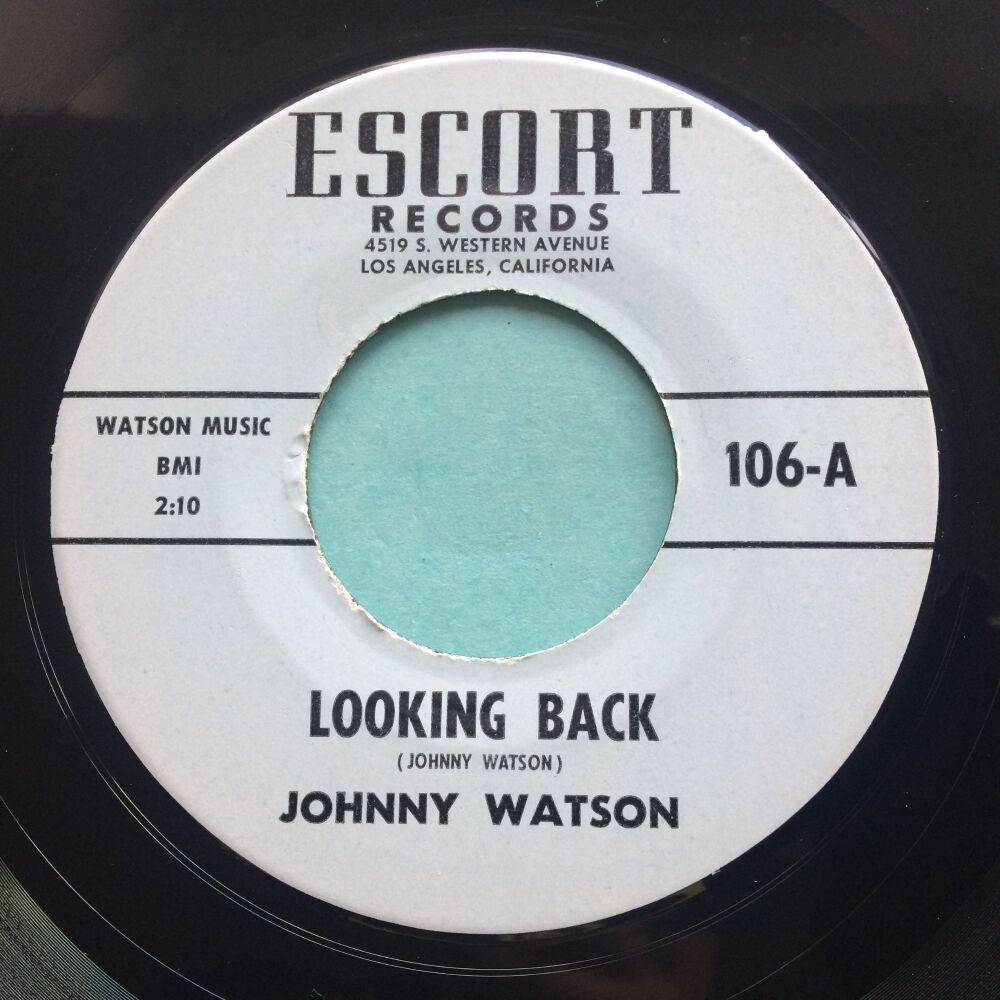 ESCORT
RECORDS
4519 S. WESTERN AVENUE
LOS ANGELES, CALIFORNIA
WATSON MUSIC
BMI
2:10
106-A
LOOKING BACK
(JOHNNY WATSON)
JOHNNY WATSON